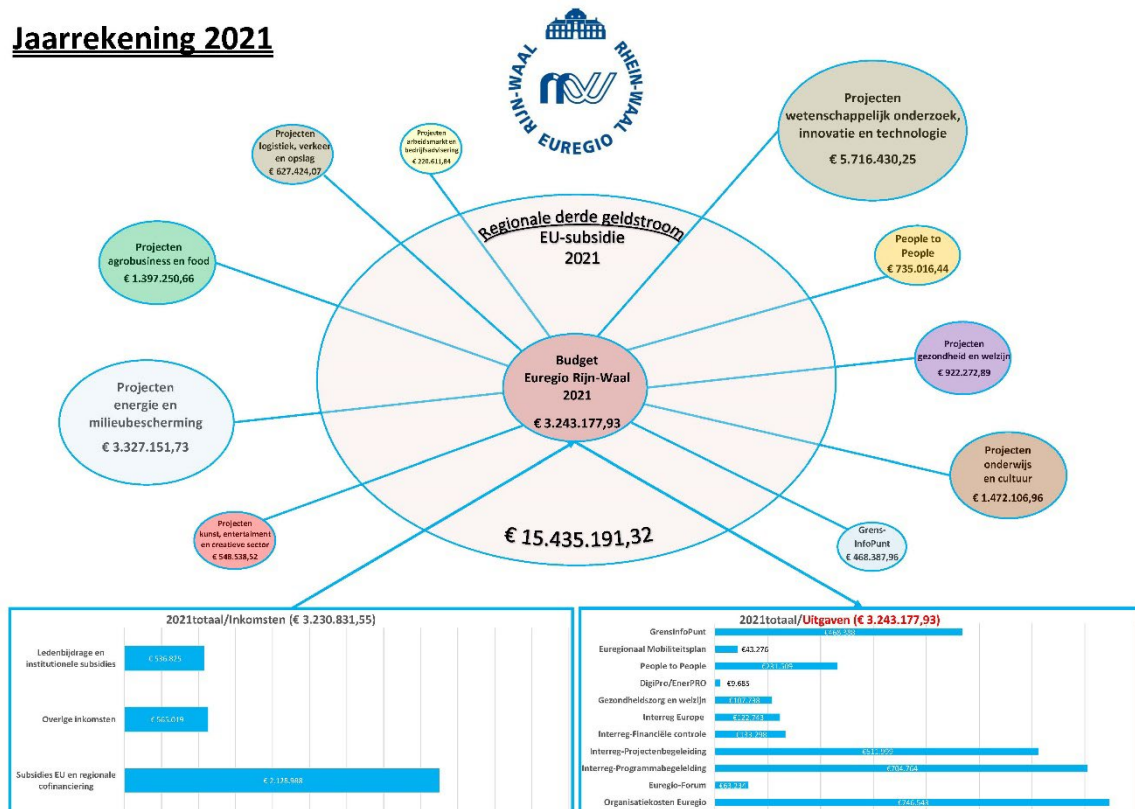 Jaarrekening 2021
RIJN-WAAL
RHEIN-WAAL
EUREGIO
Projecten
wetenschappelijk onderzoek,
innovatie en technologie
€ 5.716.430,25
Projecten
logistiek, verkeer
en opslag
€ 627.424,07
Projecten
arbeidsmarkt en
bedrijfsadvisering
Regionale derde geldstroom
EU-subsidie
2021
People to
People
€ 735.016,44
Projecten
agrobusiness en food
€ 1.397.250,66
Projecten
gezondheid en welzijn
€ 922.272,89
Budget
Euregio Rijn-Waal
2021
€ 3.243.177,93
Projecten
energie en
milieubescherming
€ 3.327.151,73
Projecten
onderwijs
en cultuur
€ 1.472.106,96
Projecten
kunst, entertaiment
en creatieve sector
€ 548.538,52
€ 15.435.191,32
Grens-
InfoPunt
€ 468.387,96
2021totaal/Inkomsten (€ 3.230.831,55)
Ledenbijdrage en
institutionele subsidies
€ 536.825
Overige inkomsten
€ 565.019
Subsidies EU en regionale
cofinanciering
€ 2.128.988
2021totaal/Uitgaven (€ 3.243.177,93)
GrensInfoPunt
€468.388
Euregionaal Mobiliteitsplan
€43.276
People to People
DigiPro/EnerPRO
€9.685
Gezondheidszorg en welzijn
Interreg Europe
Interreg-Financiële controle
€133.298
Interreg-Projectenbegeleiding
Interreg-Programmabegeleiding
€704.764
Euregio-Forum
Organisatiekosten Euregio
€746.543